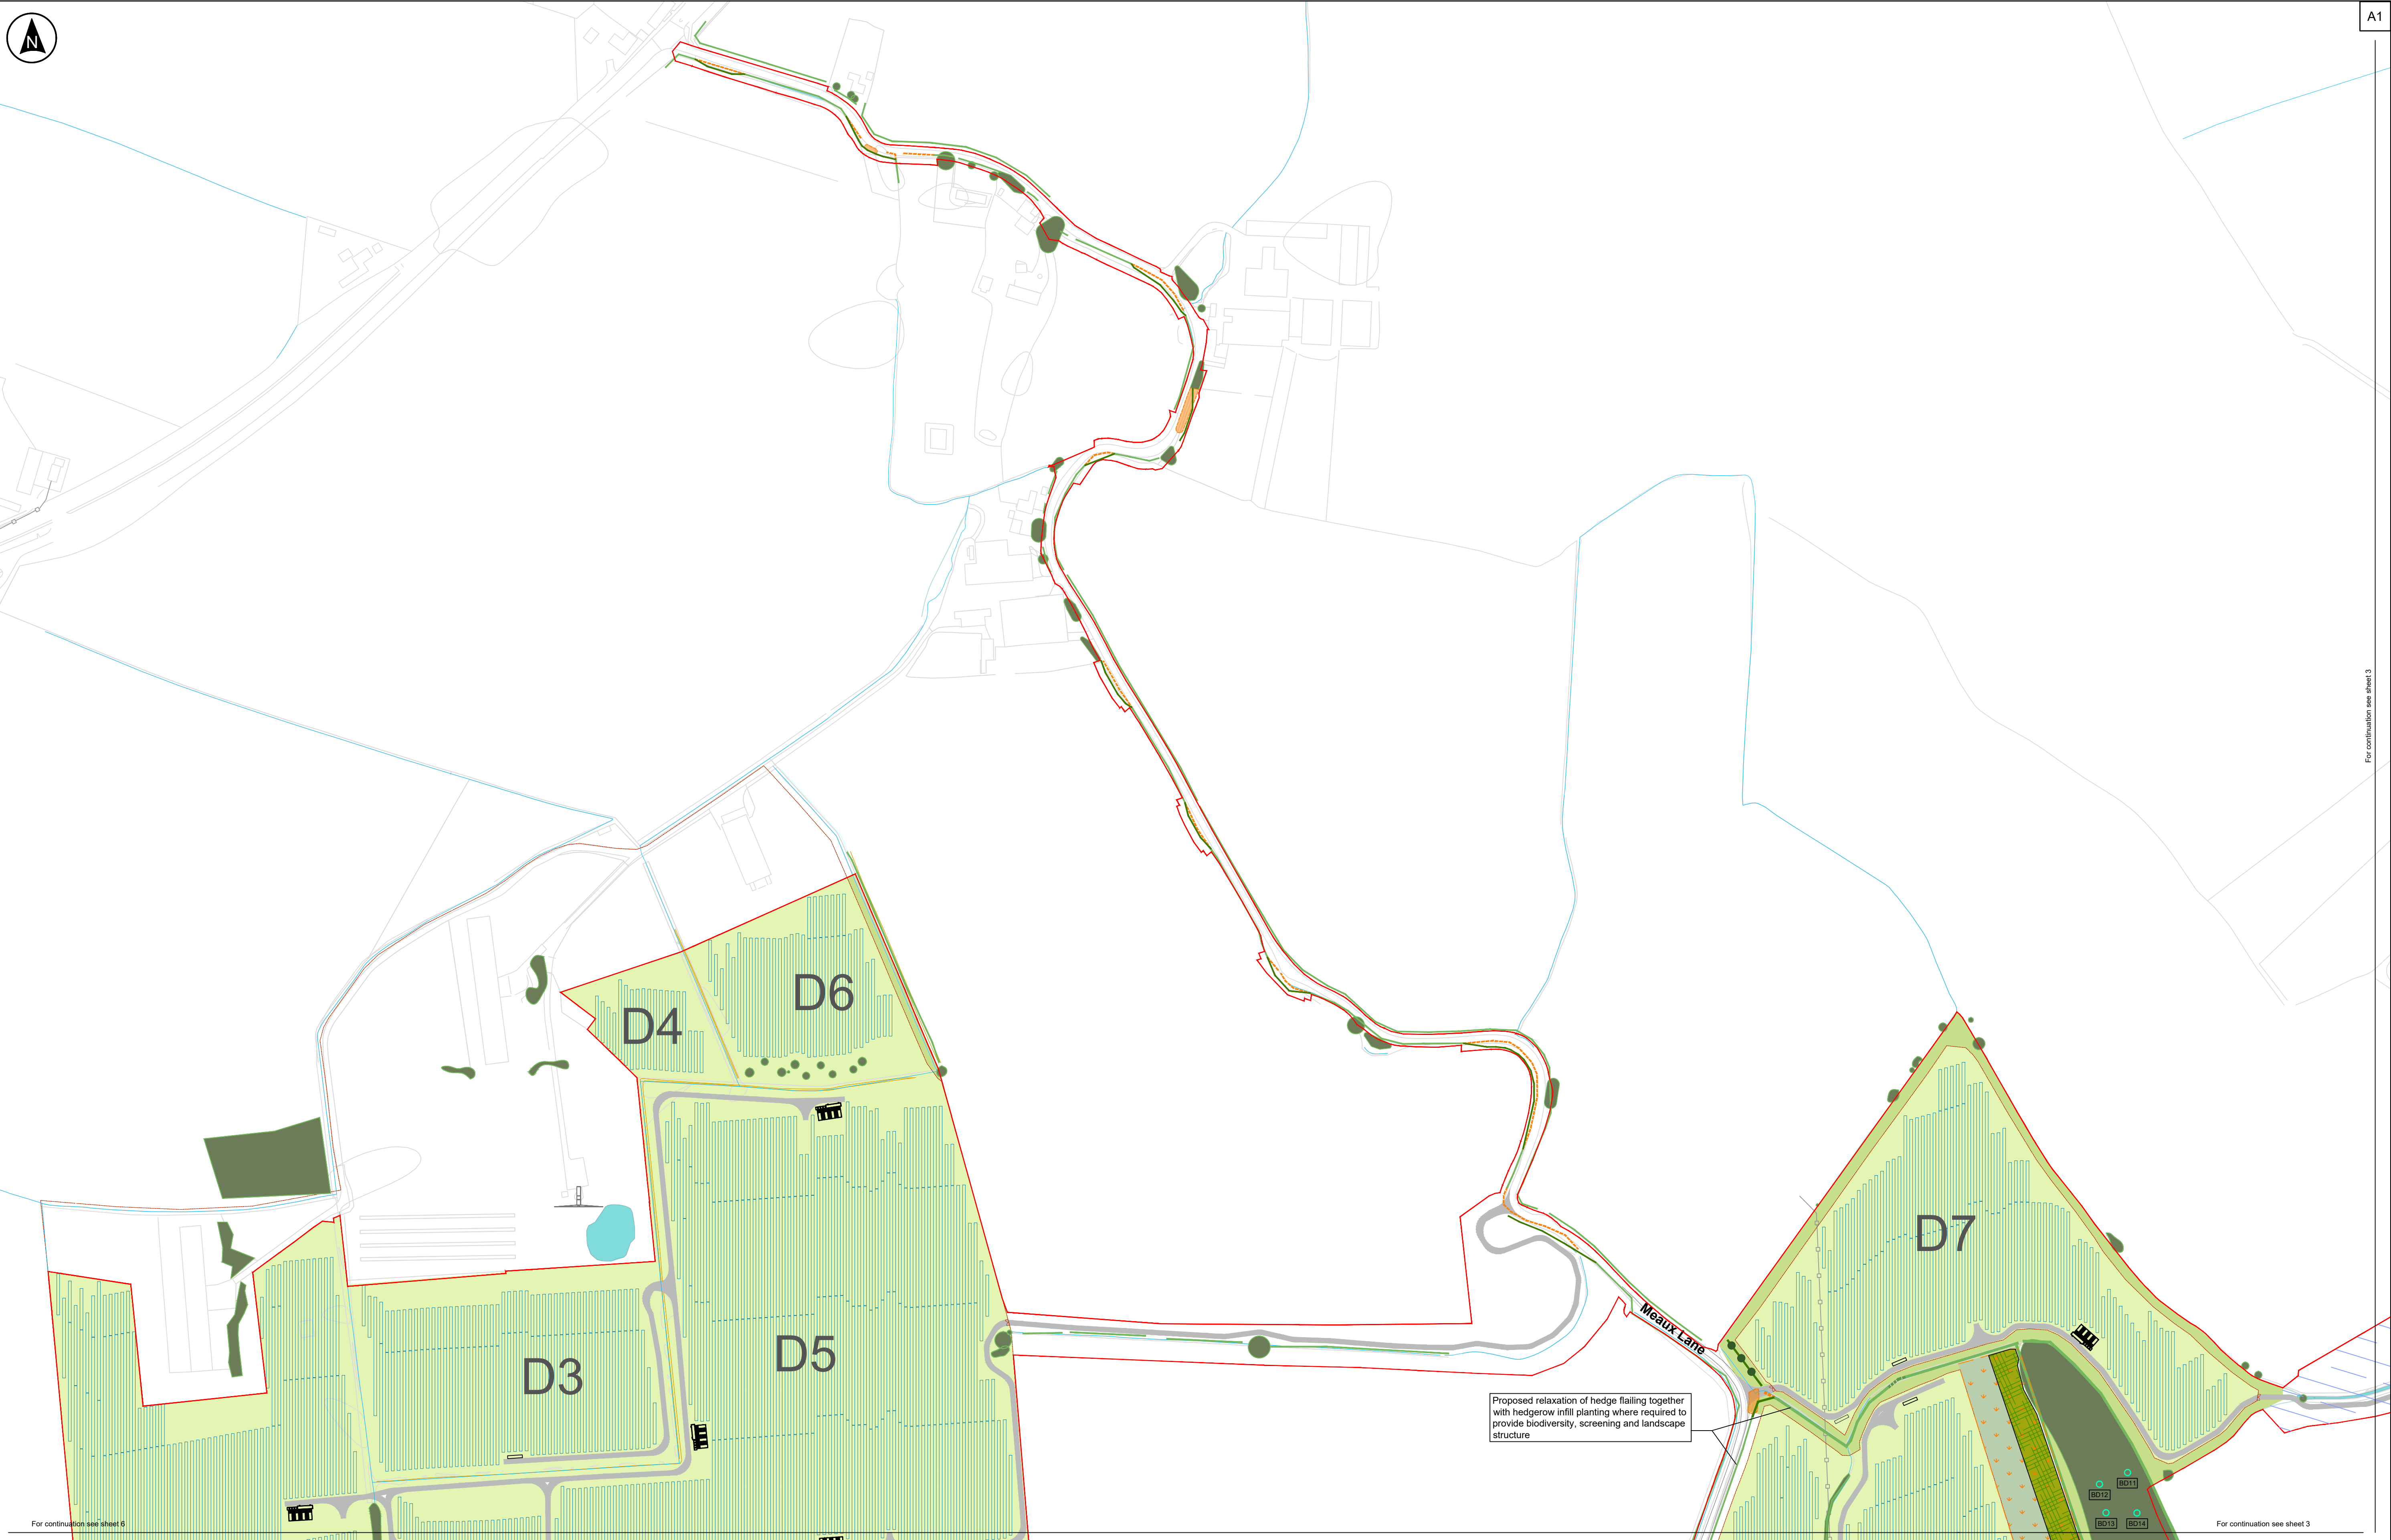 N
A1
For continuation see sheet 3
D6
D4
D7
Meaux Lane
D5
D3
Proposed relaxation of hedge flailing together
with hedgerow infill planting where required to
provide biodiversity, screening and landscape
structure
BD11
BD12
BD13
BD14
For continuation see sheet 6
For continuation see sheet 3